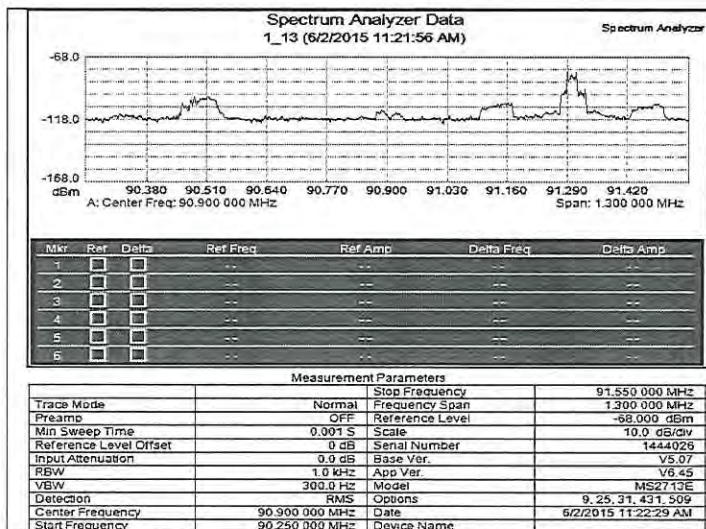 Spectrum Analyzer Data
Spectrum Analyzer
1_13 (6/2/2015 11:21:56 AM)
-68.0
-118.0
-168.0
dBm
90.380 90.510 90.640 90.770 90.900 91.030 91.160 91.290 91.420
A: Center Freq: 90.900 000 MHz Span: 1.300 000 MHz
Mkr Ref Delta Ref Freq Ref Amp Delta Freq Delta Amp
1 -- -- -- --
2 -- -- -- --
3 -- -- -- --
4 -- -- -- --
5 -- -- -- --
6 -- -- -- --
Measurement Parameters
Stop Frequency 91.550 000 MHz
Trace Mode Normal Frequency Span 1.300 000 MHz
Preamp OFF Reference Level -68.000 dBm
Min Sweep Time 0.001 S Scale 10.0 dB/div
Reference Level Offset 0 dB Serial Number 1444026
Input Attenuation 0.0 dB Base Ver. V5.07
RBW 1.0 kHz App Ver. V6.45
VBW 300.0 Hz Model MS2713E
Detection RMS Options 9, 25, 31, 431, 509
Center Frequency 90.900 000 MHz Date 6/2/2015 11:22:29 AM
Start Frequency 90.250 000 MHz Device Name